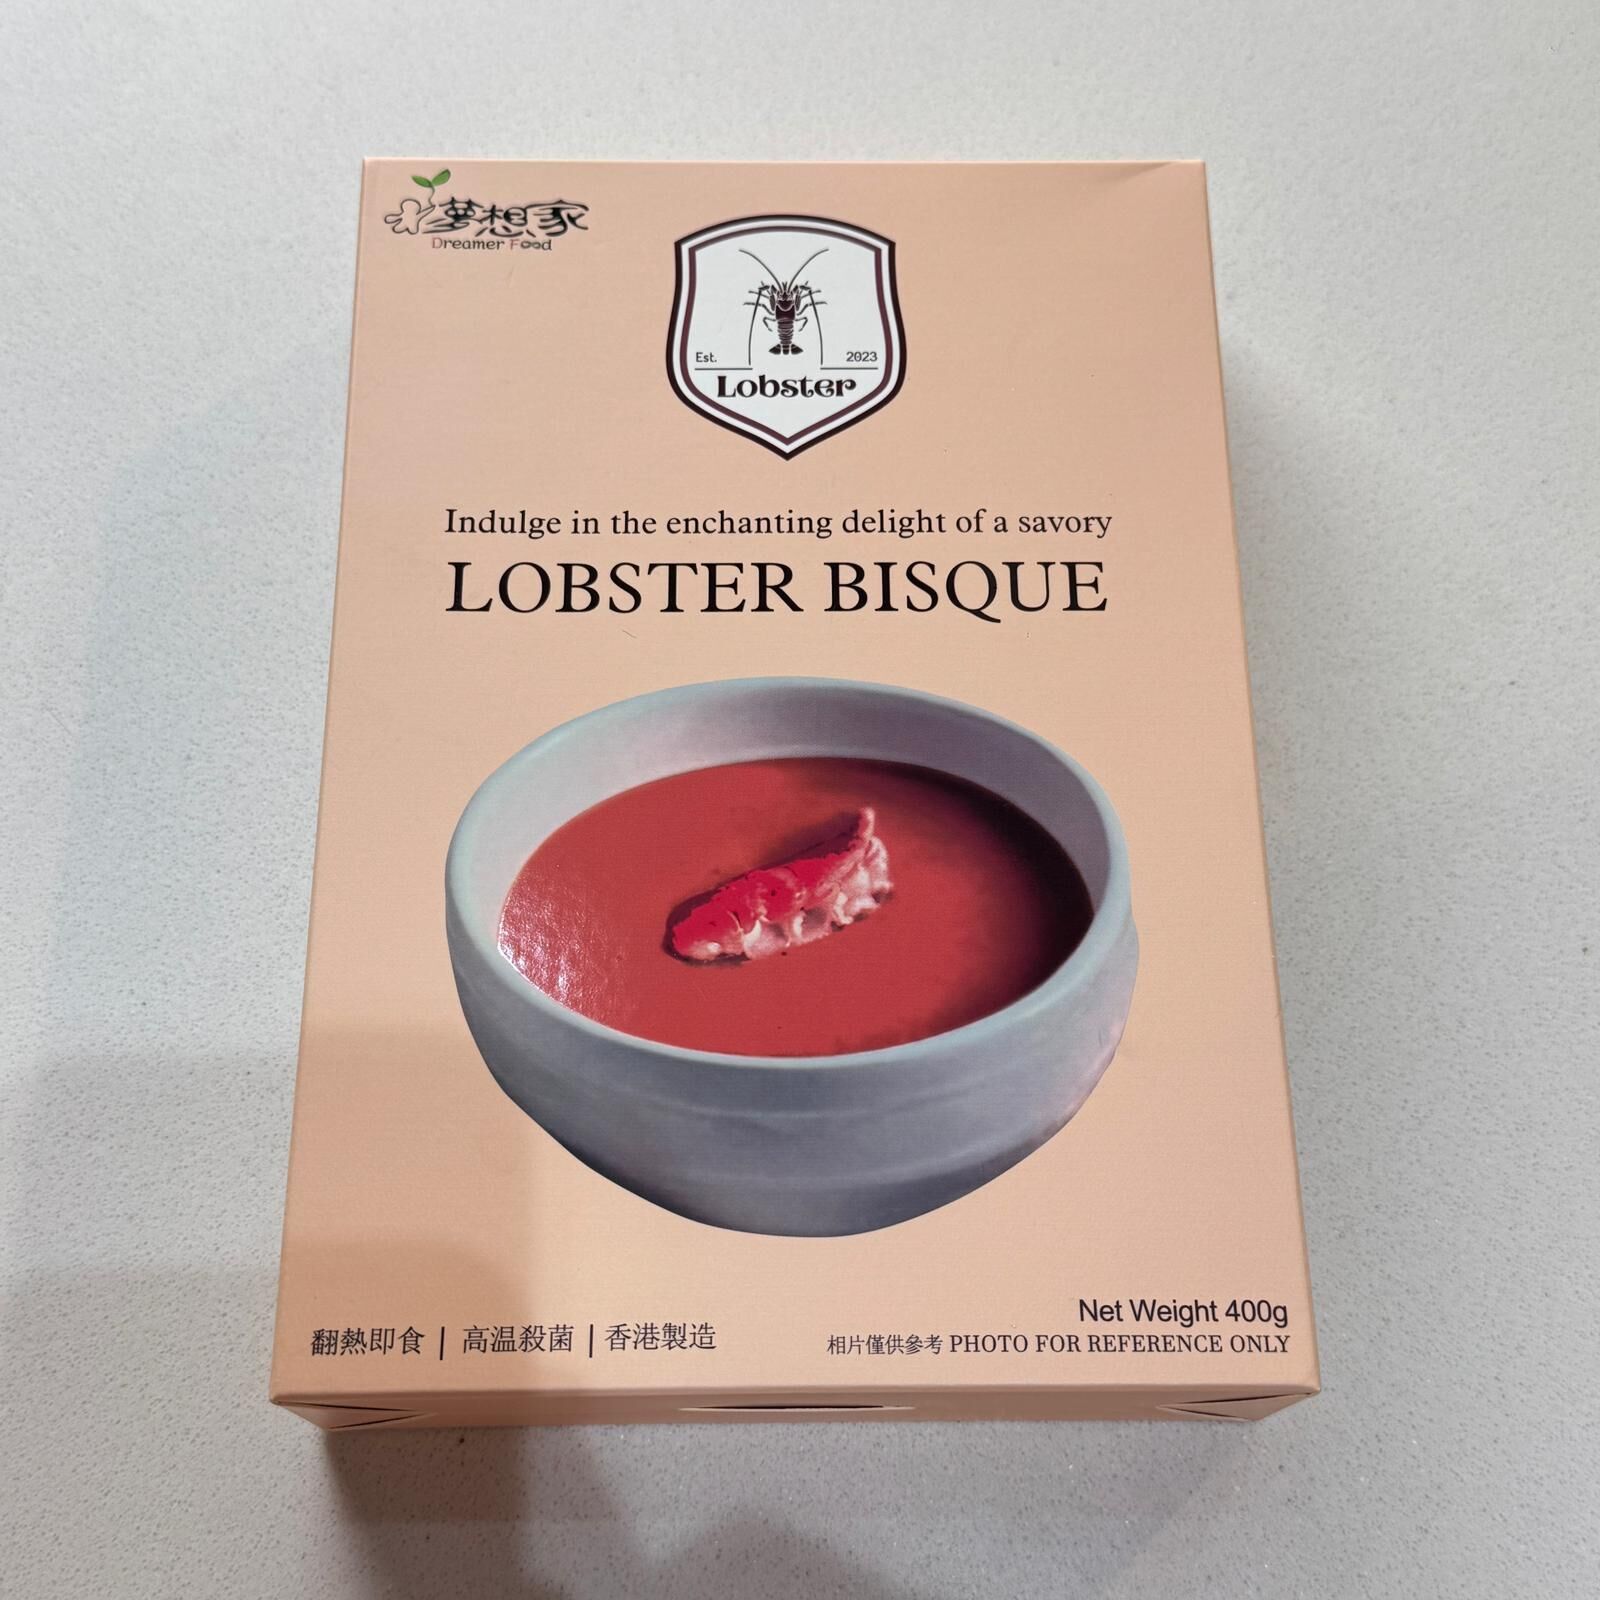 夢想家
Dreamer Food
Est. 2023
Lobster
Indulge in the enchanting delight of a savory
LOBSTER BISQUE
Net Weight 400g
翻熱即食 | 高温殺菌 | 香港製造
相片僅供參考 PHOTO FOR REFERENCE ONLY